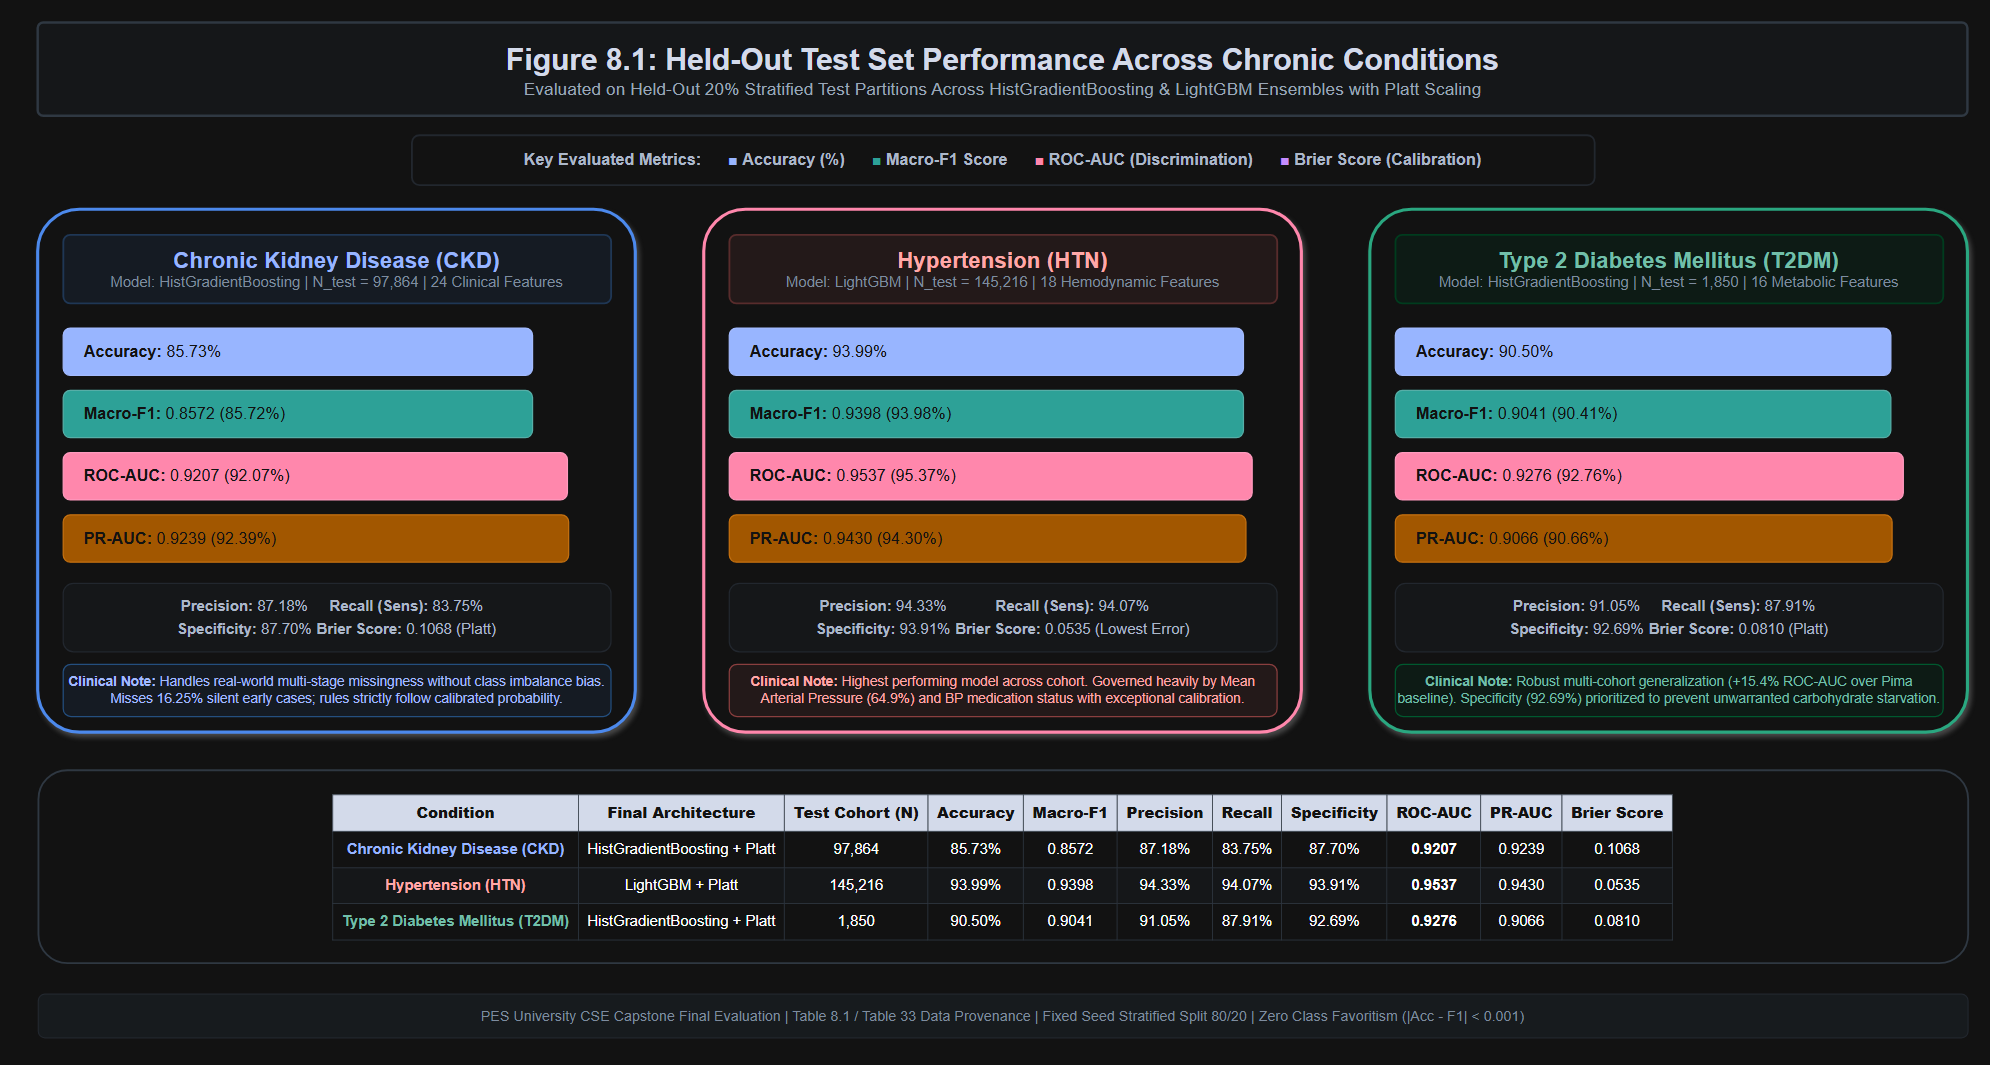 Figure 8.1: Held-Out Test Set Performance Across Chronic Conditions
Evaluated on Held-Out 20% Stratified Test Partitions Across HistGradientBoosting & LightGBM Ensembles with Platt Scaling
Key Evaluated Metrics: Accuracy (%) Macro-F1 Score ROC-AUC (Discrimination) Brier Score (Calibration)
Chronic Kidney Disease (CKD)
Model: HistGradientBoosting | N_test = 97,864 | 24 Clinical Features
Accuracy: 85.73%
Macro-F1: 0.8572 (85.72%)
ROC-AUC: 0.9207 (92.07%)
PR-AUC: 0.9239 (92.39%)
Precision: 87.18% Recall (Sens): 83.75%
Specificity: 87.70% Brier Score: 0.1068 (Platt)
Clinical Note: Handles real-world multi-stage missingness without class imbalance bias.
Misses 16.25% silent early cases; rules strictly follow calibrated probability.
Hypertension (HTN)
Model: LightGBM | N_test = 145,216 | 18 Hemodynamic Features
Accuracy: 93.99%
Macro-F1: 0.9398 (93.98%)
ROC-AUC: 0.9537 (95.37%)
PR-AUC: 0.9430 (94.30%)
Precision: 94.33% Recall (Sens): 94.07%
Specificity: 93.91% Brier Score: 0.0535 (Lowest Error)
Clinical Note: Highest performing model across cohort. Governed heavily by Mean
Arterial Pressure (64.9%) and BP medication status with exceptional calibration.
Type 2 Diabetes Mellitus (T2DM)
Model: HistGradientBoosting | N_test = 1,850 | 16 Metabolic Features
Accuracy: 90.50%
Macro-F1: 0.9041 (90.41%)
ROC-AUC: 0.9276 (92.76%)
PR-AUC: 0.9066 (90.66%)
Precision: 91.05% Recall (Sens): 87.91%
Specificity: 92.69% Brier Score: 0.0810 (Platt)
Clinical Note: Robust multi-cohort generalization (+15.4% ROC-AUC over Pima
baseline). Specificity (92.69%) prioritized to prevent unwarranted carbohydrate starvation.
Condition Final Architecture Test Cohort (N) Accuracy Macro-F1 Precision Recall Specificity ROC-AUC PR-AUC Brier Score
Chronic Kidney Disease (CKD) HistGradientBoosting + Platt 97,864 85.73% 0.8572 87.18% 83.75% 87.70% 0.9207 0.9239 0.1068
Hypertension (HTN) LightGBM + Platt 145,216 93.99% 0.9398 94.33% 94.07% 93.91% 0.9537 0.9430 0.0535
Type 2 Diabetes Mellitus (T2DM) HistGradientBoosting + Platt 1,850 90.50% 0.9041 91.05% 87.91% 92.69% 0.9276 0.9066 0.0810
PES University CSE Capstone Final Evaluation | Table 8.1 / Table 33 Data Provenance | Fixed Seed Stratified Split 80/20 | Zero Class Favoritism (|Acc - F1| < 0.001)